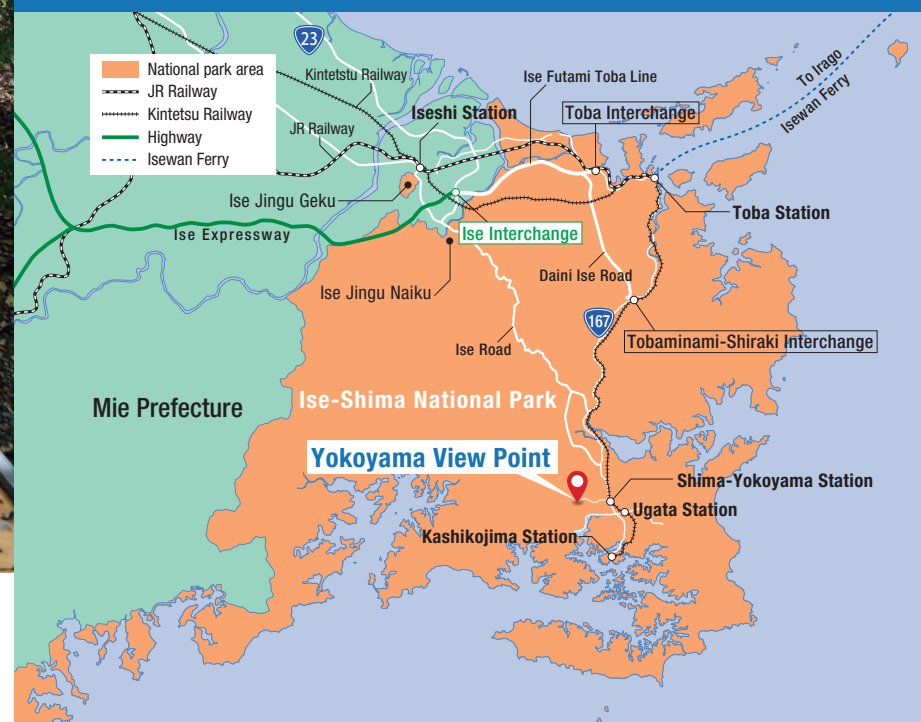 National park area
JR Railway
Kintetsu Railway
Highway
Isewan Ferry
23
Kintetstu Railway
JR Railway
Iseshi Station
Ise Futami Toba Line
Toba Interchange
To Irago
Isewan Ferry
Ise Jingu Geku
Ise Expressway
Ise Interchange
Toba Station
Ise Jingu Naiku
Daini Ise Road
167
Ise Road
Tobaminami-Shiraki Interchange
Mie Prefecture
Ise-Shima National Park
Yokoyama View Point
Shima-Yokoyama Station
Ugata Station
Kashikojima Station